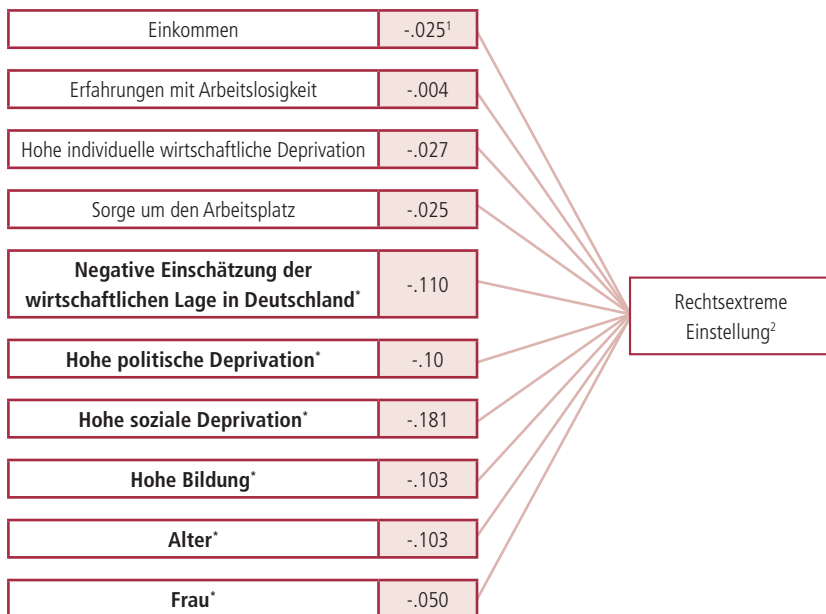 Einkommen -.025¹
Erfahrungen mit Arbeitslosigkeit -.004
Hohe individuelle wirtschaftliche Deprivation -.027
Sorge um den Arbeitsplatz -.025
Negative Einschätzung der
wirtschaftlichen Lage in Deutschland* -.110
Rechtsextreme
Einstellung²
Hohe politische Deprivation* -.10
Hohe soziale Deprivation* -.181
Hohe Bildung* -.103
Alter* -.103
Frau* -.050